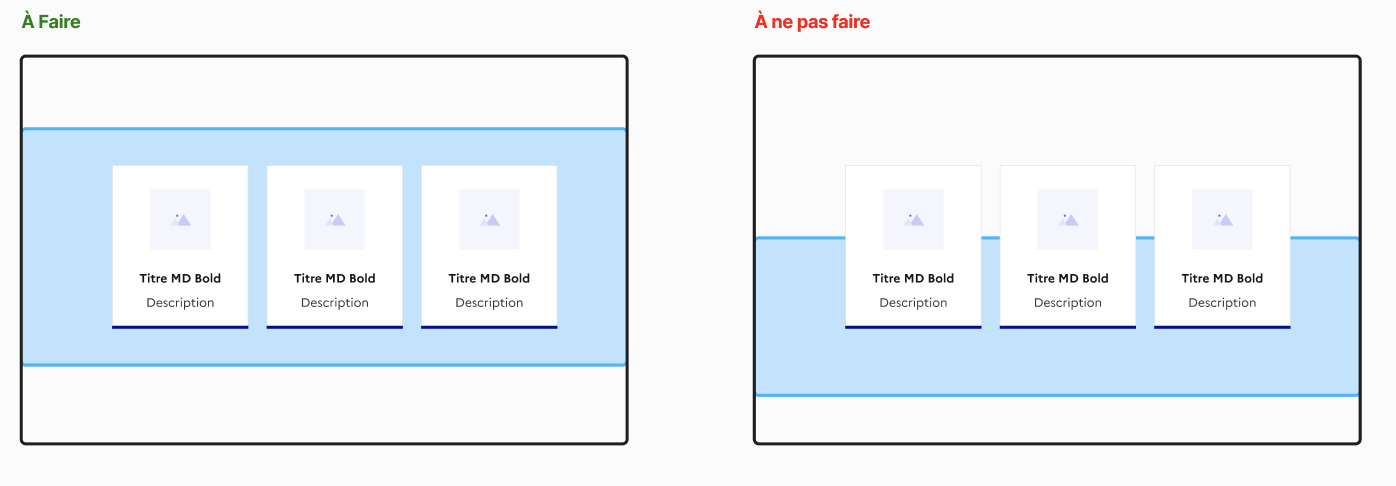 À Faire
À ne pas faire
Titre MD Bold
Description
Titre MD Bold
Description
Titre MD Bold
Description
Titre MD Bold
Description
Titre MD Bold
Description
Titre MD Bold
Description